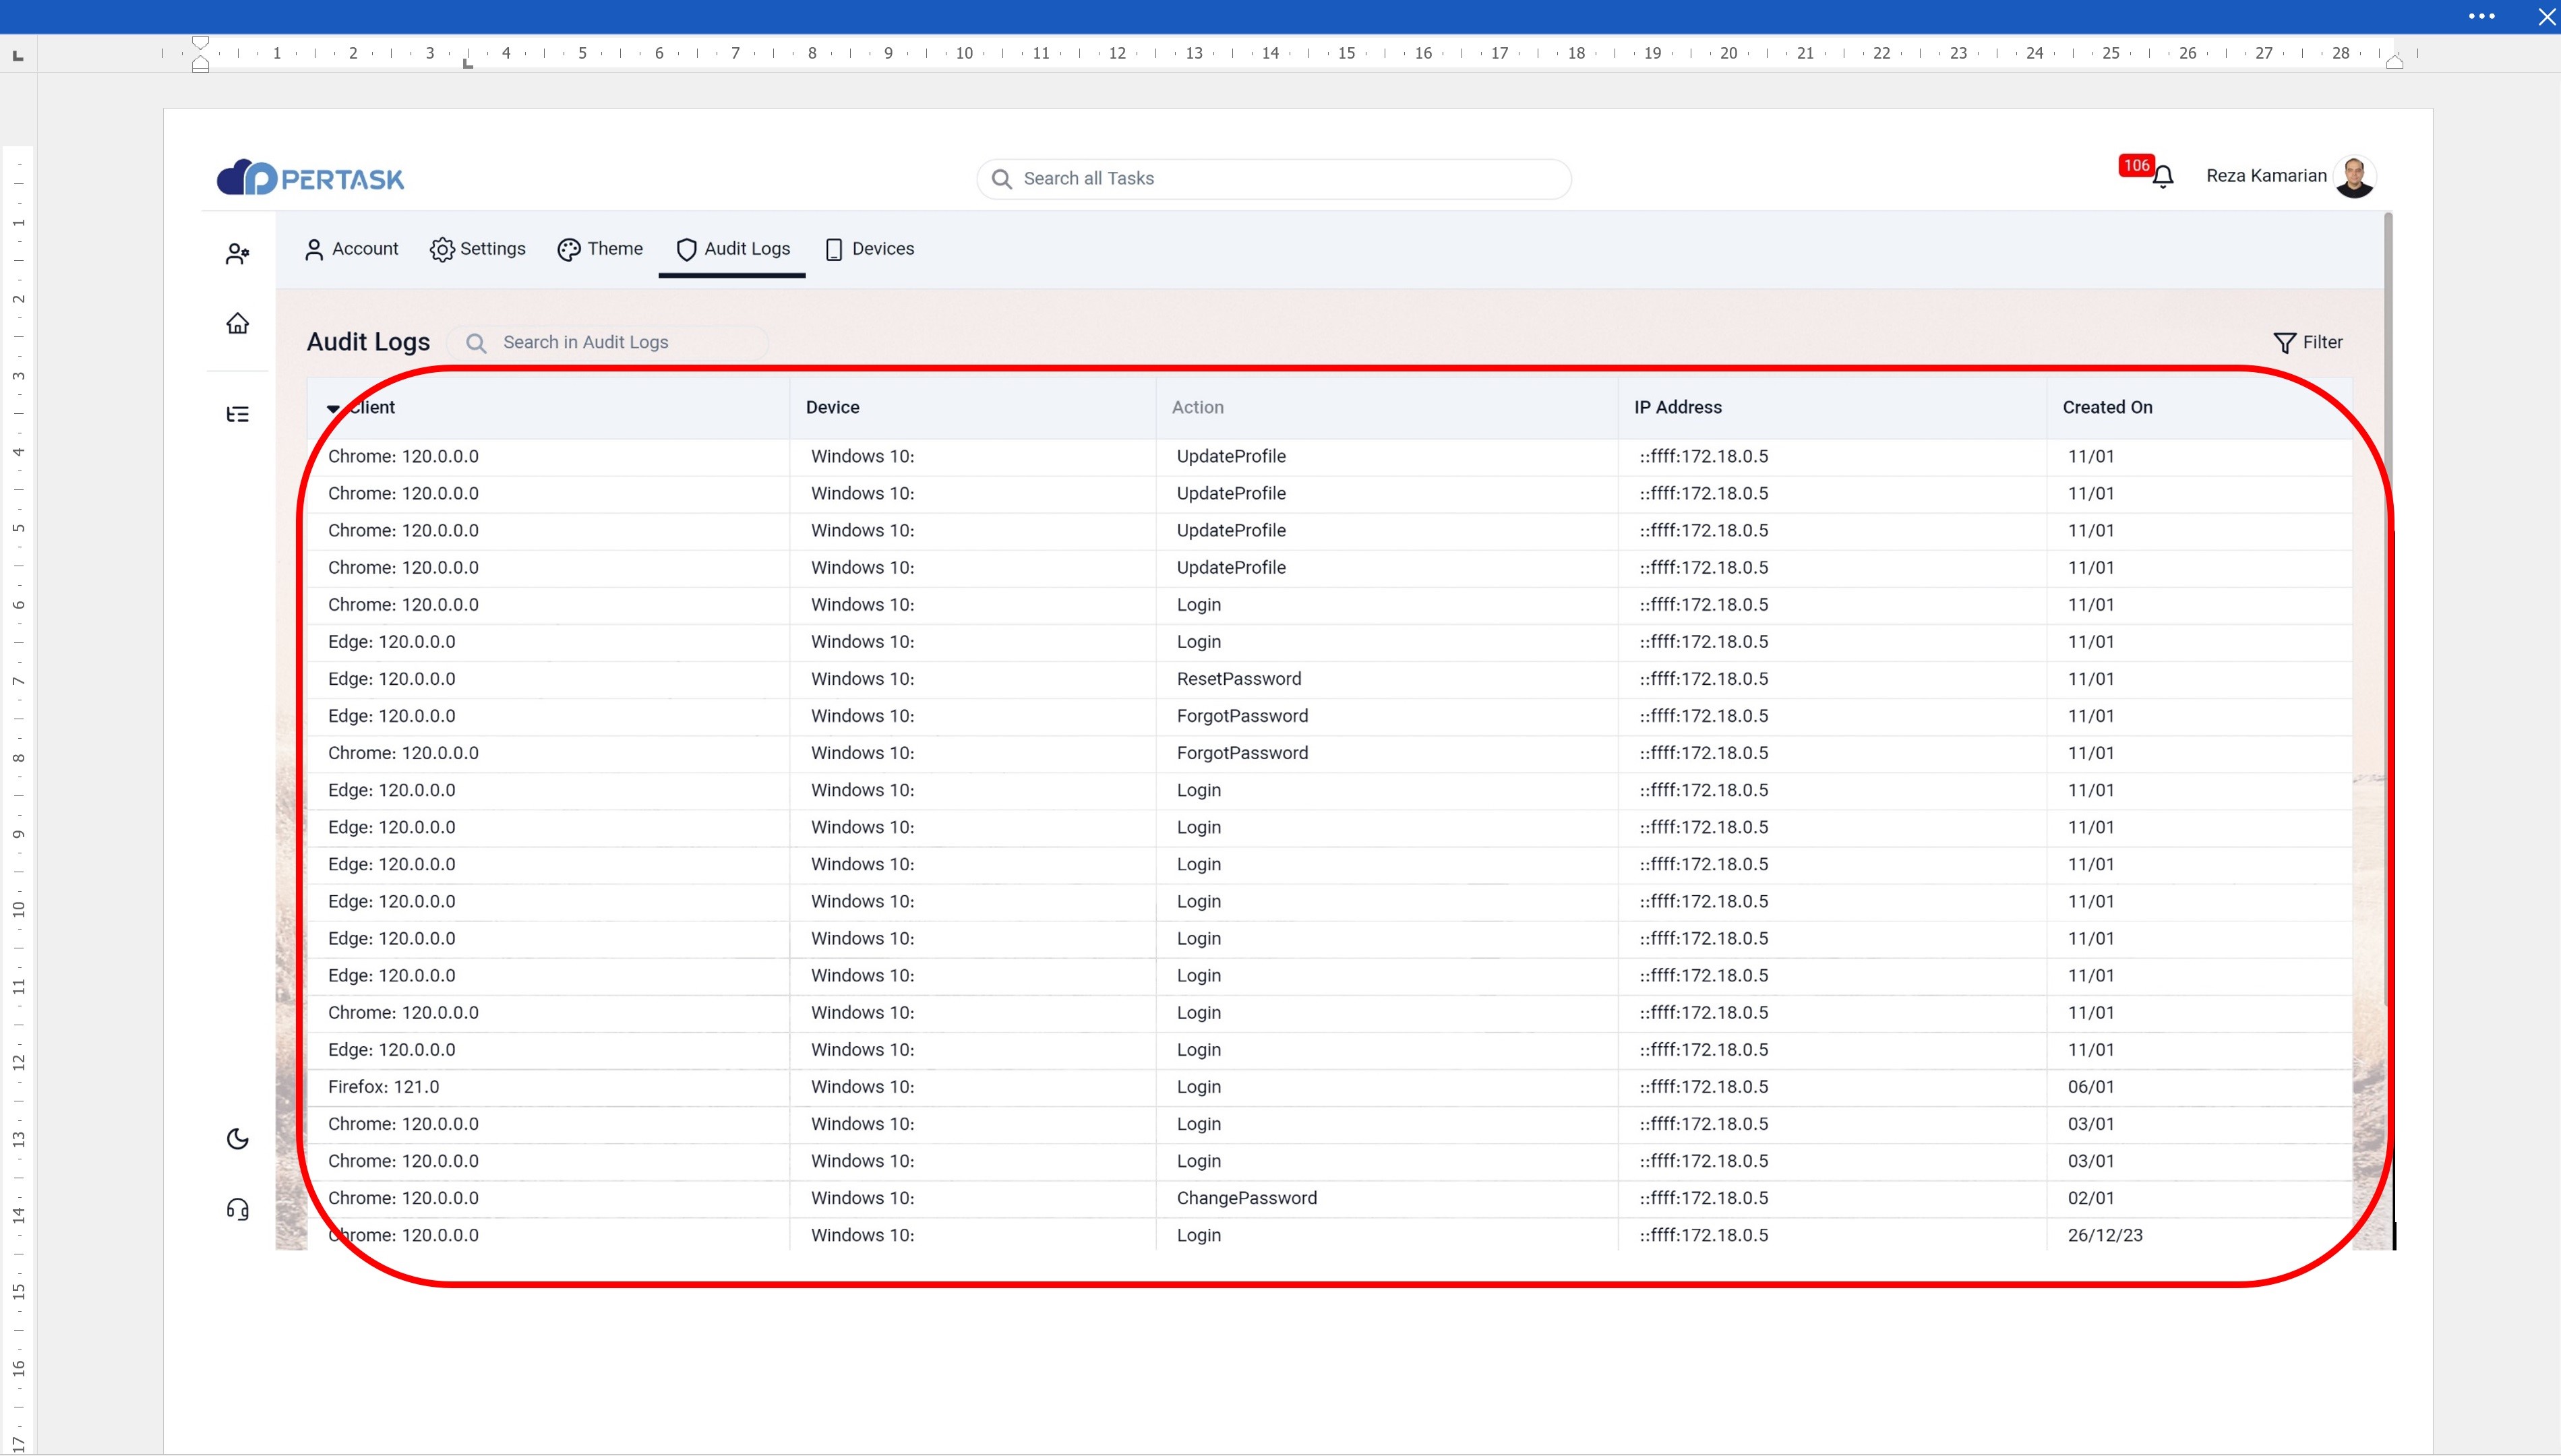 1 2 3 4 5 6 7 8 9 10 11 12 13 14 15 16 17 18 19 20 21 22 23 24 25 26 27 28
PERTASK
Search all Tasks
106
Reza Kamarian
Account Settings Theme Audit Logs Devices
Audit Logs Search in Audit Logs Filter
Client Device Action IP Address Created On
Chrome: 120.0.0.0 Windows 10: UpdateProfile ::ffff:172.18.0.5 11/01
Chrome: 120.0.0.0 Windows 10: UpdateProfile ::ffff:172.18.0.5 11/01
Chrome: 120.0.0.0 Windows 10: UpdateProfile ::ffff:172.18.0.5 11/01
Chrome: 120.0.0.0 Windows 10: UpdateProfile ::ffff:172.18.0.5 11/01
Chrome: 120.0.0.0 Windows 10: Login ::ffff:172.18.0.5 11/01
Edge: 120.0.0.0 Windows 10: Login ::ffff:172.18.0.5 11/01
Edge: 120.0.0.0 Windows 10: ResetPassword ::ffff:172.18.0.5 11/01
Edge: 120.0.0.0 Windows 10: ForgotPassword ::ffff:172.18.0.5 11/01
Chrome: 120.0.0.0 Windows 10: ForgotPassword ::ffff:172.18.0.5 11/01
Edge: 120.0.0.0 Windows 10: Login ::ffff:172.18.0.5 11/01
Edge: 120.0.0.0 Windows 10: Login ::ffff:172.18.0.5 11/01
Edge: 120.0.0.0 Windows 10: Login ::ffff:172.18.0.5 11/01
Edge: 120.0.0.0 Windows 10: Login ::ffff:172.18.0.5 11/01
Edge: 120.0.0.0 Windows 10: Login ::ffff:172.18.0.5 11/01
Edge: 120.0.0.0 Windows 10: Login ::ffff:172.18.0.5 11/01
Chrome: 120.0.0.0 Windows 10: Login ::ffff:172.18.0.5 11/01
Edge: 120.0.0.0 Windows 10: Login ::ffff:172.18.0.5 11/01
Firefox: 121.0 Windows 10: Login ::ffff:172.18.0.5 06/01
Chrome: 120.0.0.0 Windows 10: Login ::ffff:172.18.0.5 03/01
Chrome: 120.0.0.0 Windows 10: Login ::ffff:172.18.0.5 03/01
Chrome: 120.0.0.0 Windows 10: ChangePassword ::ffff:172.18.0.5 02/01
Chrome: 120.0.0.0 Windows 10: Login ::ffff:172.18.0.5 26/12/23
1
2
3
4
5
6
7
8
9
10
11
12
13
14
15
16
17